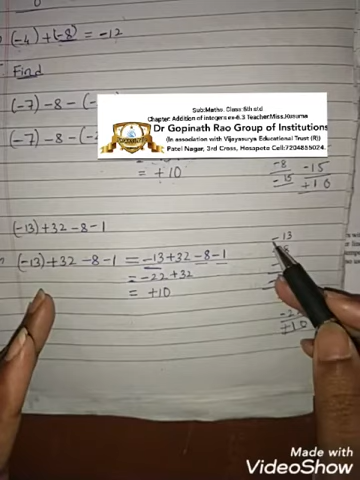 (-4) + (-8) = -12
Find
(-7) -8 - (-
(-7) -8 - (-2
Sub:Maths, Class:6th std
Chapter: Addition of integers ex-6.3 Teacher:Miss.Kusuma
Dr Gopinath Rao Group of Institutions
(In association with Vijayasurya Educational Trust (R))
Patel Nagar, 3rd Cross, Hosapete Cell:7204855024.
= +10
-8
-15
-15
+10
(-13) +32 -8 -1
(-13) +32 -8 -1 = -13 +32 -8 -1
= -22 +32
= +10
-13
+10
Made with
VideoShow